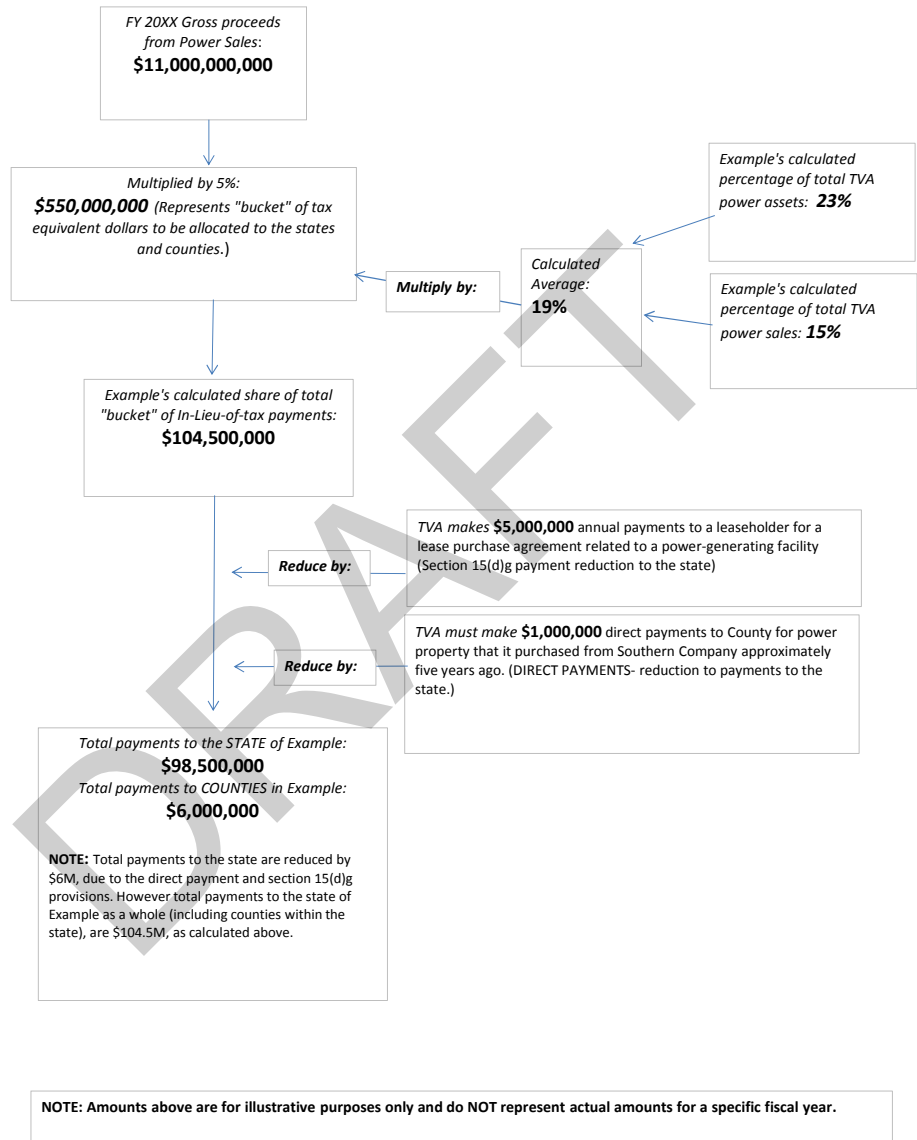 FY 20XX Gross proceeds
from Power Sales:
$11,000,000,000
Multiplied by 5%:
$550,000,000 (Represents "bucket" of tax
equivalent dollars to be allocated to the states
and counties.)
Example's calculated
percentage of total TVA
power assets: 23%
Multiply by:
Calculated
Average:
19%
Example's calculated
percentage of total TVA
power sales: 15%
Example's calculated share of total
"bucket" of In-Lieu-of-tax payments:
$104,500,000
Reduce by:
TVA makes $5,000,000 annual payments to a leaseholder for a
lease purchase agreement related to a power-generating facility
(Section 15(d)g payment reduction to the state)
Reduce by:
TVA must make $1,000,000 direct payments to County for power
property that it purchased from Southern Company approximately
five years ago. (DIRECT PAYMENTS- reduction to payments to the
state.)
Total payments to the STATE of Example:
$98,500,000
Total payments to COUNTIES in Example:
$6,000,000
NOTE: Total payments to the state are reduced by
$6M, due to the direct payment and section 15(d)g
provisions. However total payments to the state of
Example as a whole (including counties within the
state), are $104.5M, as calculated above.
NOTE: Amounts above are for illustrative purposes only and do NOT represent actual amounts for a specific fiscal year.
DRAFT